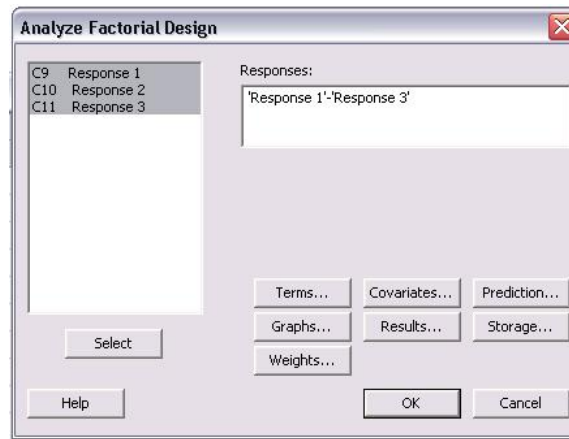 Analyze Factorial Design
C9 Response 1
C10 Response 2
C11 Response 3
Responses:
'Response 1'-'Response 3'
Terms... Covariates... Prediction...
Graphs... Results... Storage...
Select
Weights...
Help OK Cancel